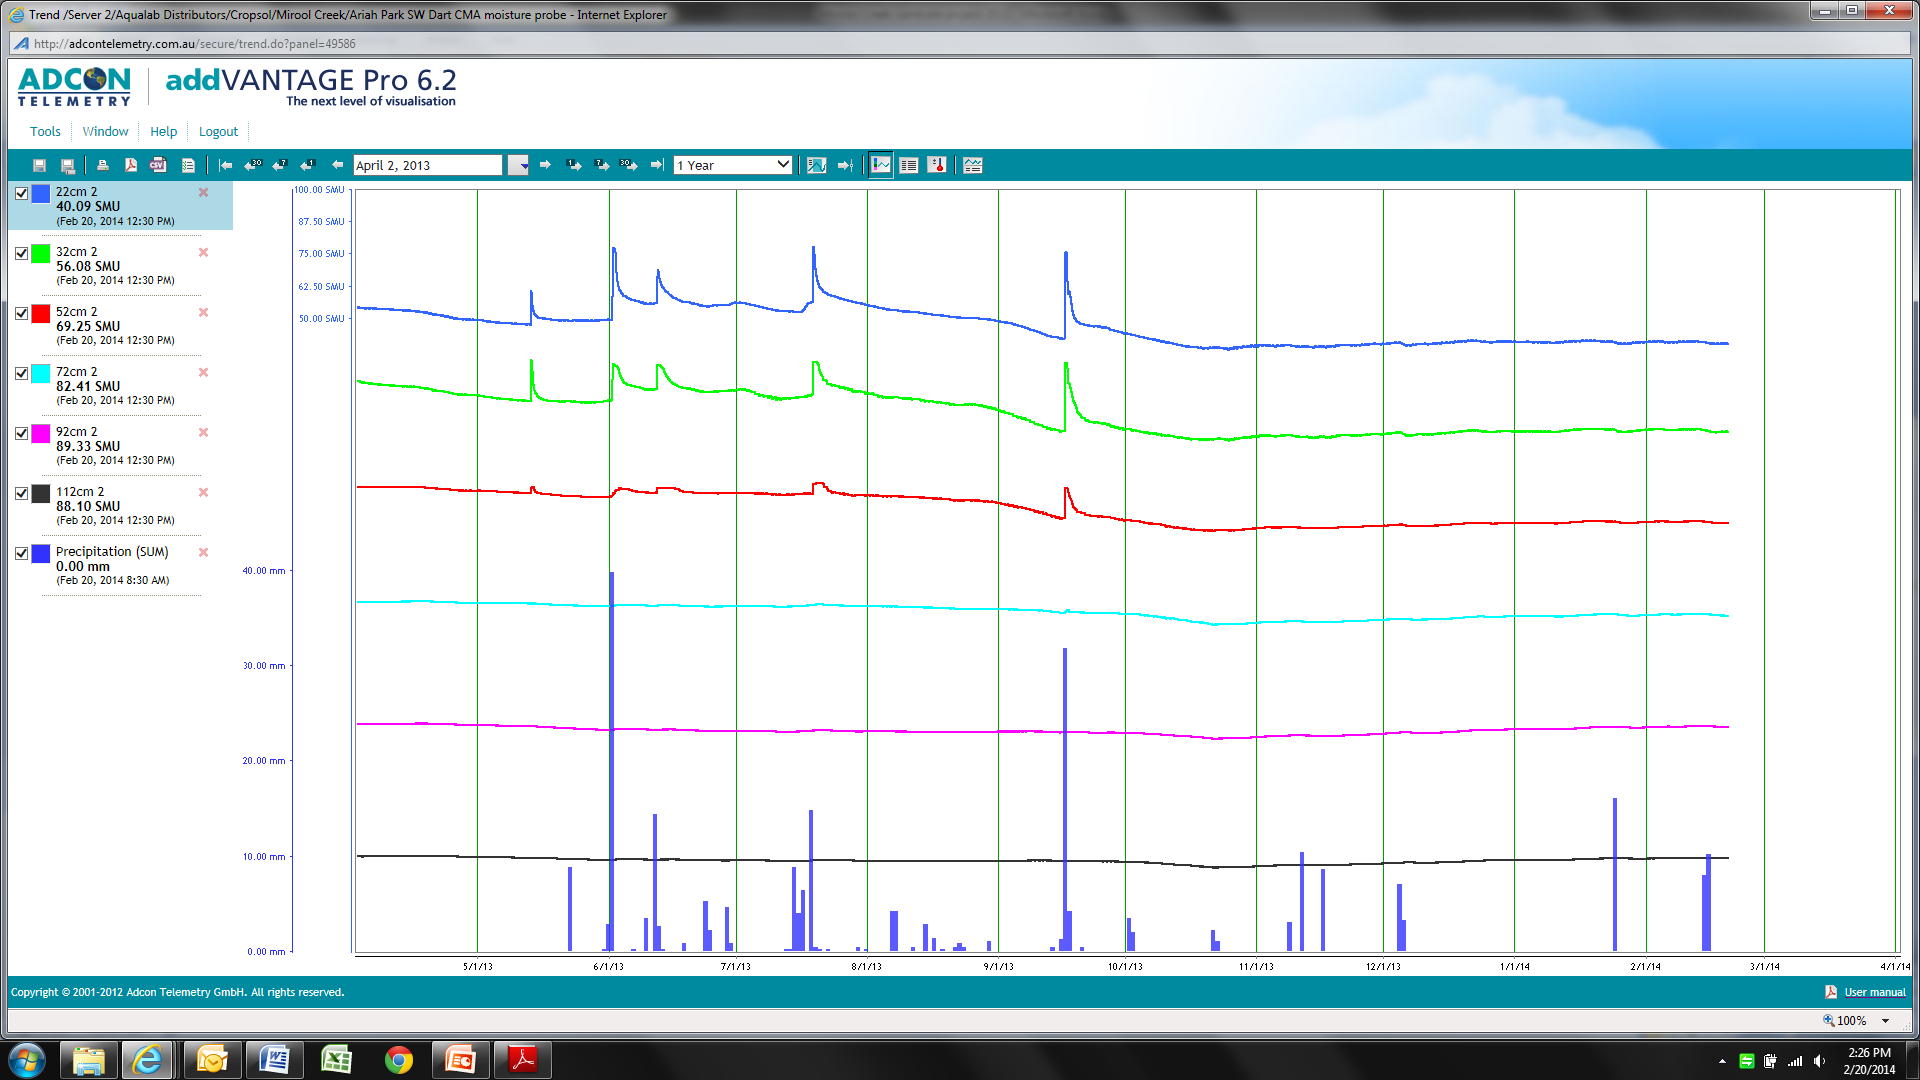 Trend /Server 2/Aqualab Distributors/Cropsol/Mirool Creek/Ariah Park SW Dart CMA moisture probe - Internet Explorer
http://adcontelemetry.com.au/secure/trend.do?panel=49586
ADCON
TELEMETRY
addVANTAGE Pro 6.2
The next level of visualisation
Tools
Window
Help
Logout
CSV
30
7
1
April 2, 2013
1
7
30
1 Year
22cm 2
40.09 SMU
(Feb 20, 2014 12:30 PM)
32cm 2
56.08 SMU
(Feb 20, 2014 12:30 PM)
52cm 2
69.25 SMU
(Feb 20, 2014 12:30 PM)
72cm 2
82.41 SMU
(Feb 20, 2014 12:30 PM)
92cm 2
89.33 SMU
(Feb 20, 2014 12:30 PM)
112cm 2
88.10 SMU
(Feb 20, 2014 12:30 PM)
Precipitation (SUM)
0.00 mm
(Feb 20, 2014 8:30 AM)
100.00 SMU
87.50 SMU
75.00 SMU
62.50 SMU
50.00 SMU
40.00 mm
30.00 mm
20.00 mm
10.00 mm
0.00 mm
5/1/13
6/1/13
7/1/13
8/1/13
9/1/13
10/1/13
11/1/13
12/1/13
1/1/14
2/1/14
3/1/14
4/1/14
Copyright © 2001-2012 Adcon Telemetry GmbH. All rights reserved.
User manual
100%
2:26 PM
2/20/2014